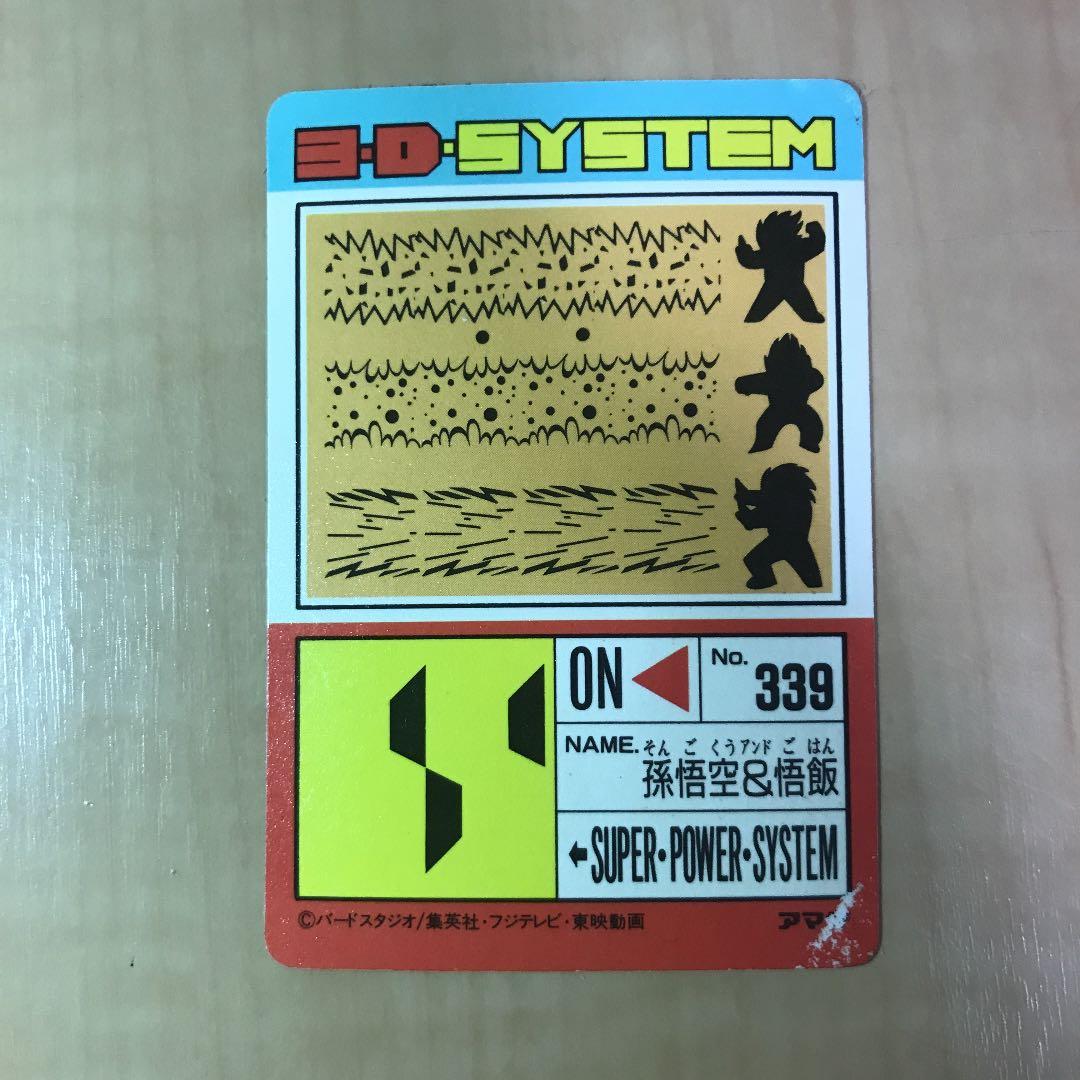 3·D·SYSTEM
ON
No.
339
NAME.
そん ご くう アンド ご はん
孫悟空&悟飯
←SUPER・POWER・SYSTEM
©バードスタジオ/集英社・フジテレビ・東映動画